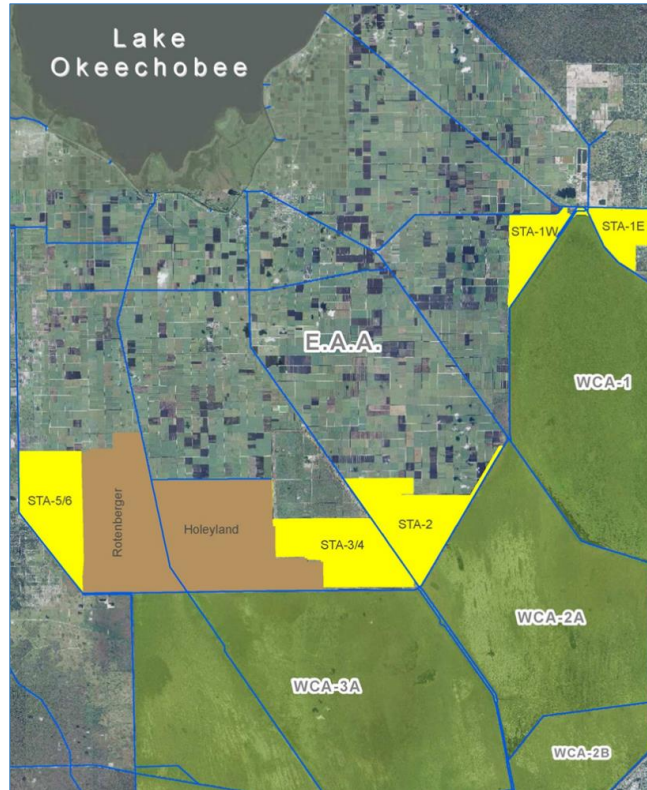 Lake
Okeechobee
STA-1W
STA-1E
E.A.A.
WCA-1
STA-5/6
Rotenberger
Holeyland
STA-3/4
STA-2
WCA-2A
WCA-3A
WCA-2B